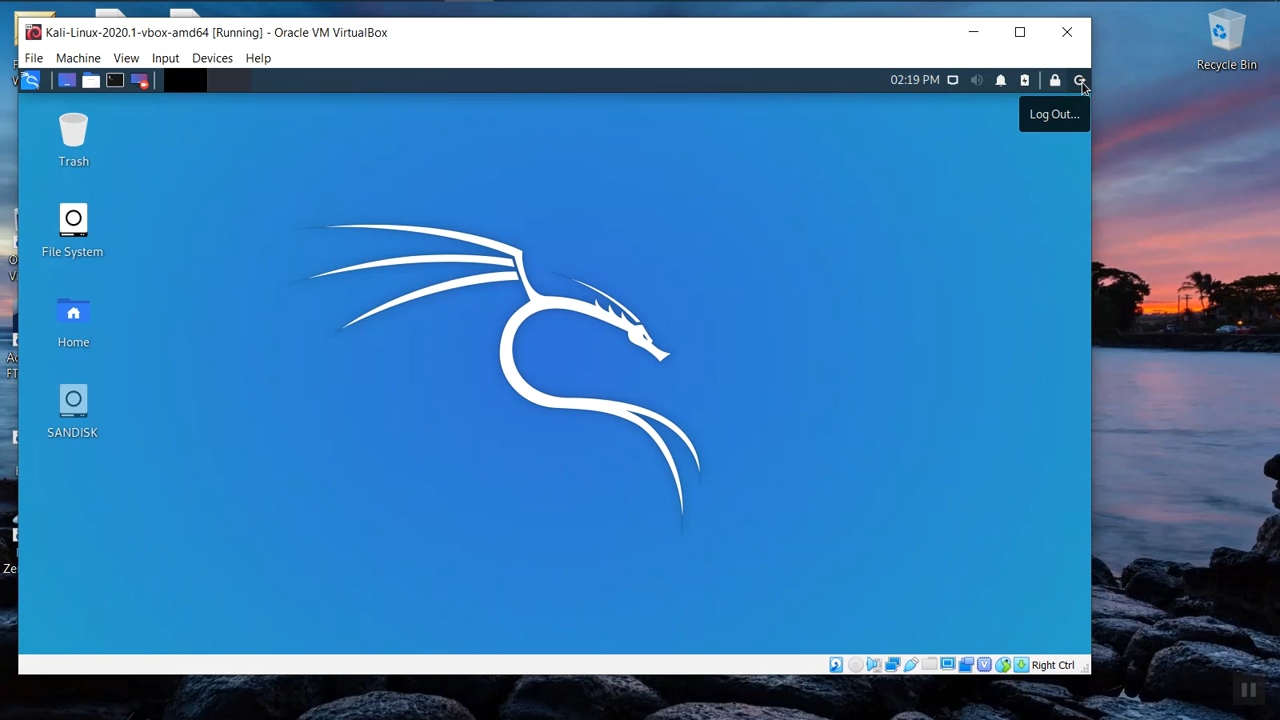 Kali-Linux-2020.1-vbox-amd64 [Running] - Oracle VM VirtualBox
File Machine View Input Devices Help
02:19 PM
Log Out...
Trash
File System
Home
SANDISK
Right Ctrl
Recycle Bin